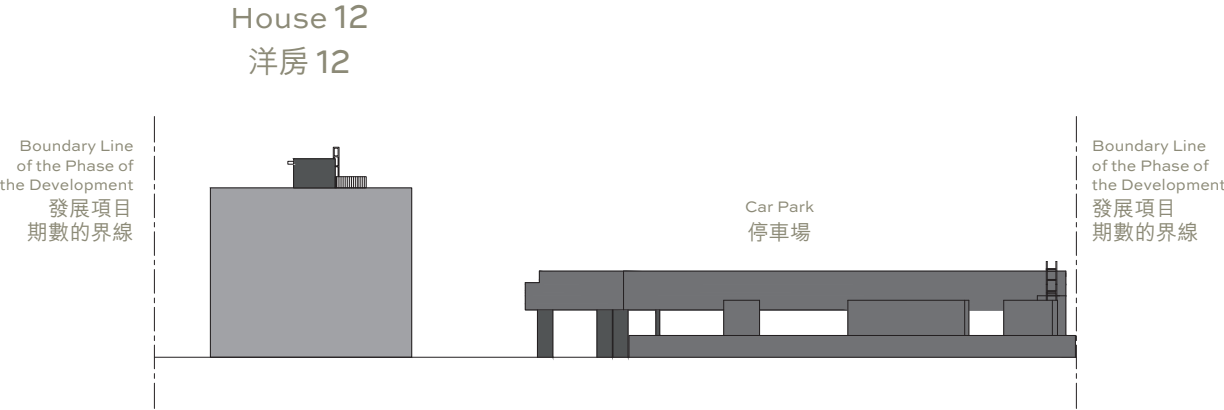 House 12
洋房 12
Boundary Line
of the Phase of
the Development
發展項目
期數的界線
Car Park
停車場
Boundary Line
of the Phase of
the Development
發展項目
期數的界線